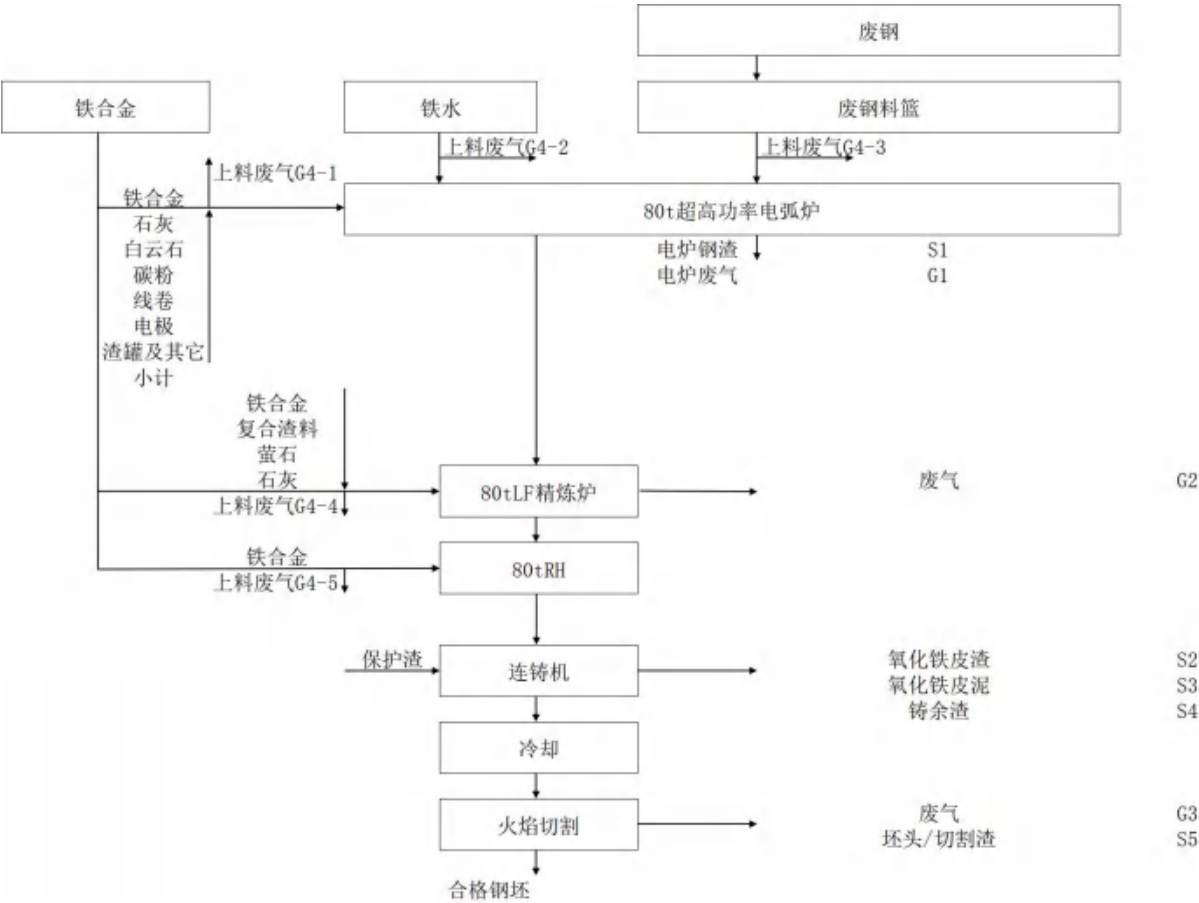 废钢
铁合金
铁水
废钢料篮
上料废气G4-2
上料废气G4-3
上料废气G4-1
铁合金
石灰
白云石
碳粉
线卷
电极
渣罐及其它
小计
80t超高功率电弧炉
电炉钢渣 S1
电炉废气 G1
铁合金
复合渣料
萤石
石灰
上料废气G4-4
80tLF精炼炉
废气 G2
铁合金
上料废气G4-5
80tRH
保护渣
连铸机
氧化铁皮渣 S2
氧化铁皮泥 S3
铸余渣 S4
冷却
火焰切割
废气 G3
坯头/切割渣 S5
合格钢坯